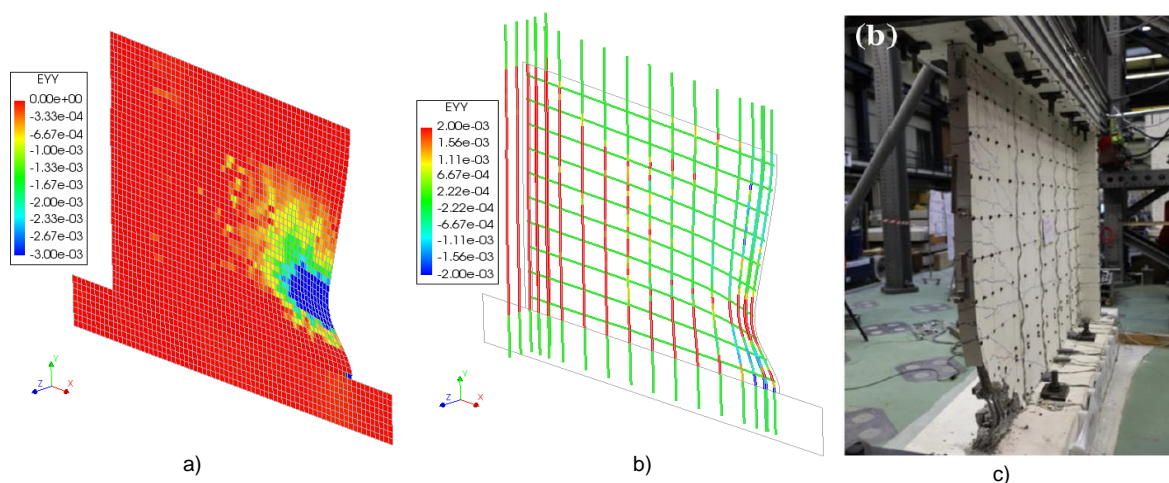 (b)
EYY
0.00e+00
-3.33e-04
-6.67e-04
-1.00e-03
-1.33e-03
-1.67e-03
-2.00e-03
-2.33e-03
-2.67e-03
-3.00e-03
EYY
2.00e-03
1.56e-03
1.11e-03
6.67e-04
2.22e-04
-2.22e-04
-6.67e-04
-1.11e-03
-1.56e-03
-2.00e-03
Y
Z
X
Y
Z
X
a)
b)
c)